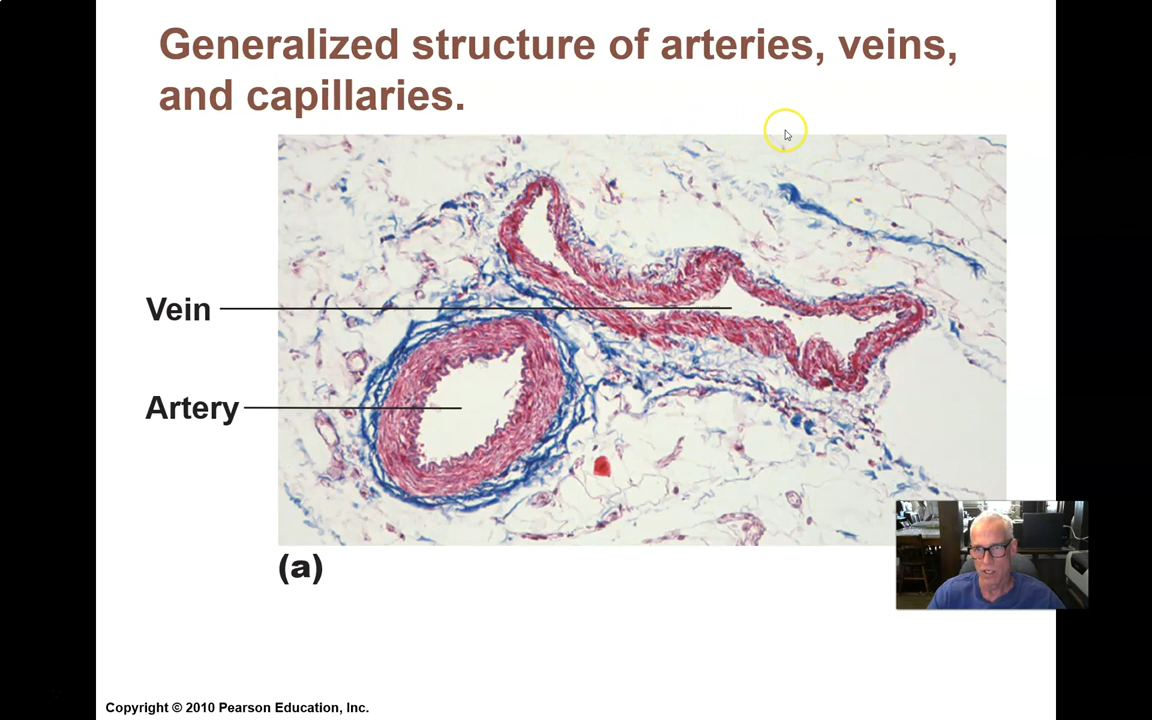 Generalized structure of arteries, veins,
and capillaries.
Vein
Artery
(a)
Copyright © 2010 Pearson Education, Inc.